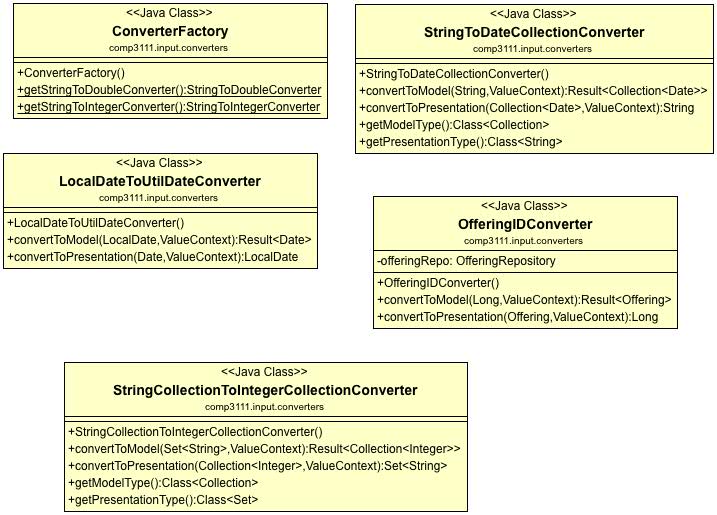 <<Java Class>>
ConverterFactory
comp3111.input.converters
+ConverterFactory()
+getStringToDoubleConverter():StringToDoubleConverter
+getStringToIntegerConverter():StringToIntegerConverter
<<Java Class>>
StringToDateCollectionConverter
comp3111.input.converters
+StringToDateCollectionConverter()
+convertToModel(String,ValueContext):Result<Collection<Date>>
+convertToPresentation(Collection<Date>,ValueContext):String
+getModelType():Class<Collection>
+getPresentationType():Class<String>
<<Java Class>>
LocalDateToUtilDateConverter
comp3111.input.converters
+LocalDateToUtilDateConverter()
+convertToModel(LocalDate,ValueContext):Result<Date>
+convertToPresentation(Date,ValueContext):LocalDate
<<Java Class>>
OfferingIDConverter
comp3111.input.converters
-offeringRepo: OfferingRepository
+OfferingIDConverter()
+convertToModel(Long,ValueContext):Result<Offering>
+convertToPresentation(Offering,ValueContext):Long
<<Java Class>>
StringCollectionToIntegerCollectionConverter
comp3111.input.converters
+StringCollectionToIntegerCollectionConverter()
+convertToModel(Set<String>,ValueContext):Result<Collection<Integer>>
+convertToPresentation(Collection<Integer>,ValueContext):Set<String>
+getModelType():Class<Collection>
+getPresentationType():Class<Set>